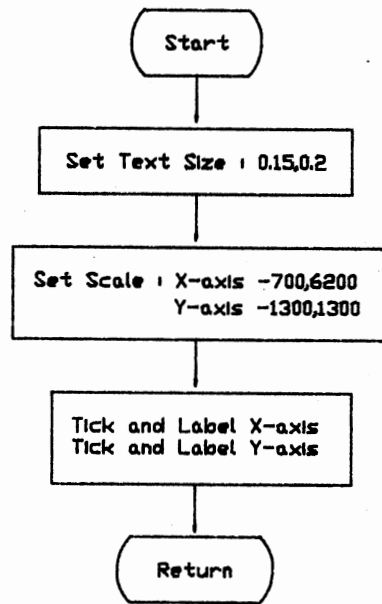 Start
Set Text Size : 0.15,0.2
Set Scale : X-axis -700,6200
Y-axis -1300,1300
Tick and Label X-axis
Tick and Label Y-axis
Return